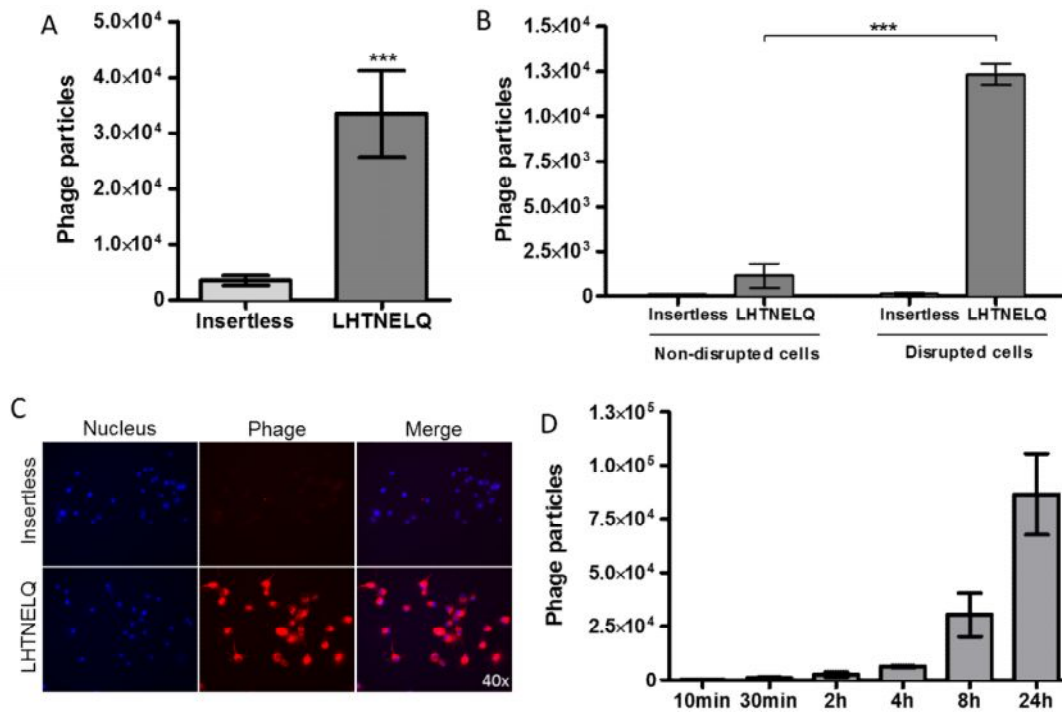 A
Phage particles
5.0×10⁴
4.0×10⁴
3.0×10⁴
2.0×10⁴
1.0×10⁴
0
***
Insertless LHTNELQ
B
Phage particles
1.5×10⁴
1.3×10⁴
7.5×10³
5.0×10³
2.5×10³
0
***
Insertless LHTNELQ Insertless LHTNELQ
Non-disrupted cells Disrupted cells
C
Nucleus Phage Merge
Insertless
LHTNELQ
40x
D
Phage particles
1.3×10⁵
1.0×10⁵
7.5×10⁴
5.0×10⁴
2.5×10⁴
0
10min 30min 2h 4h 8h 24h